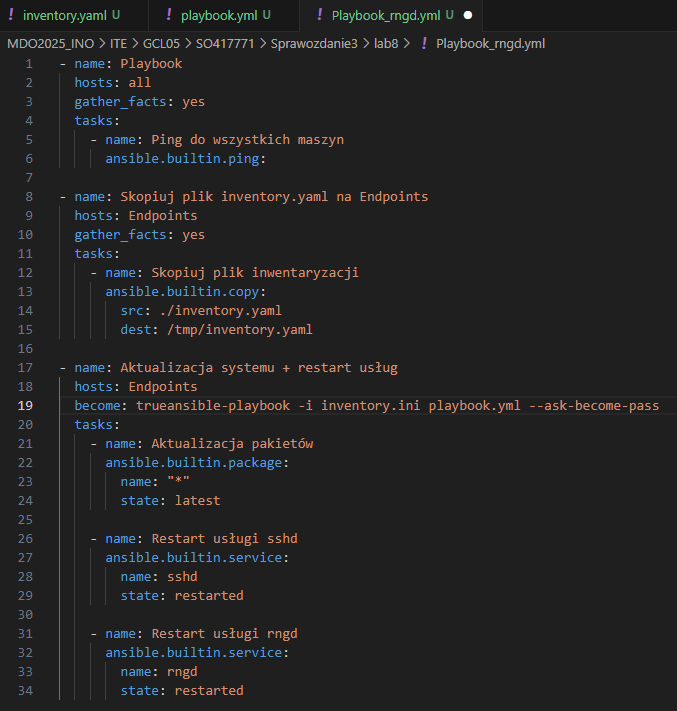 inventory.yaml U playbook.yml U Playbook_rngd.yml U
MDO2025_INO > ITE > GCL05 > SO417771 > Sprawozdanie3 > lab8 > ! Playbook_rngd.yml
1 - name: Playbook
2 hosts: all
3 gather_facts: yes
4 tasks:
5 - name: Ping do wszystkich maszyn
6 ansible.builtin.ping:
7
8 - name: Skopiuj plik inventory.yaml na Endpoints
9 hosts: Endpoints
10 gather_facts: yes
11 tasks:
12 - name: Skopiuj plik inwentaryzacji
13 ansible.builtin.copy:
14 src: ./inventory.yaml
15 dest: /tmp/inventory.yaml
16
17 - name: Aktualizacja systemu + restart usług
18 hosts: Endpoints
19 become: trueansible-playbook -i inventory.ini playbook.yml --ask-become-pass
20 tasks:
21 - name: Aktualizacja pakietów
22 ansible.builtin.package:
23 name: "*"
24 state: latest
25
26 - name: Restart usługi sshd
27 ansible.builtin.service:
28 name: sshd
29 state: restarted
30
31 - name: Restart usługi rngd
32 ansible.builtin.service:
33 name: rngd
34 state: restarted